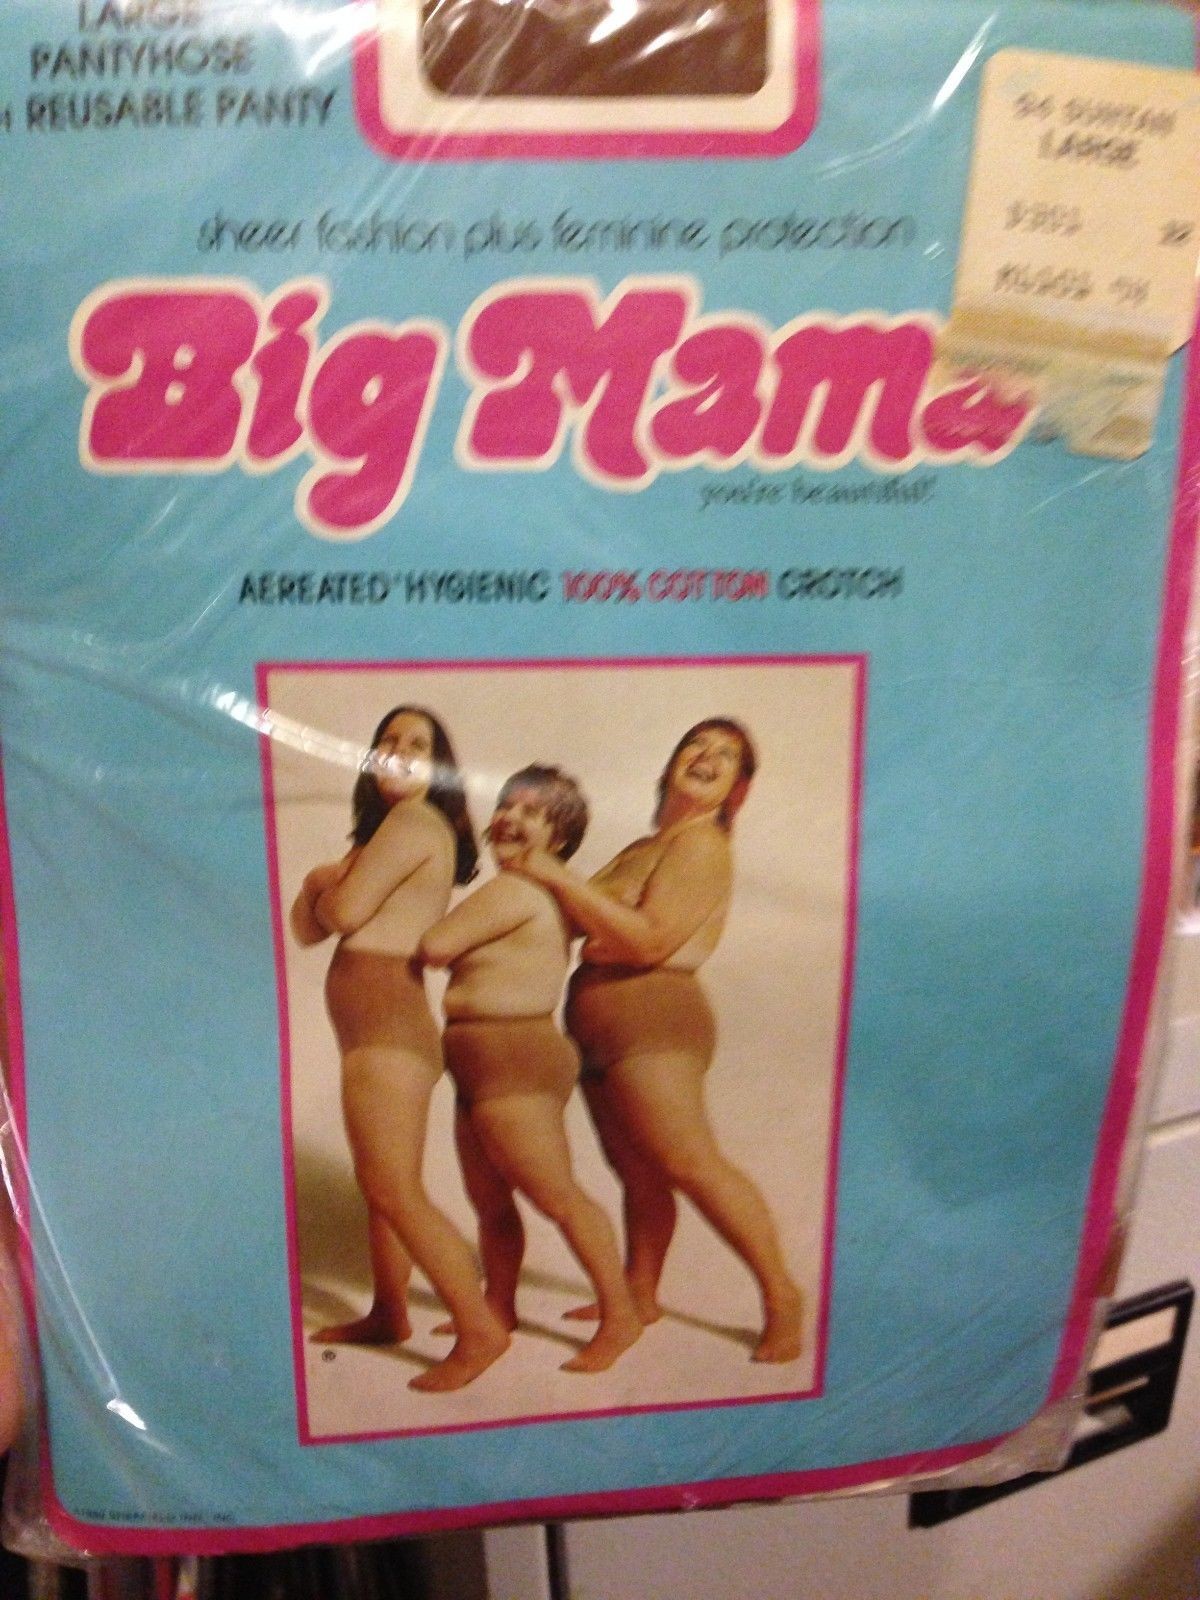 LARGE
PANTYHOSE
REUSABLE PANTY
LARGE
sheer fashion plus feminine protection
Big Mama
you're beautiful!
AEREATED HYGIENIC 100% COTTON CROTCH
®